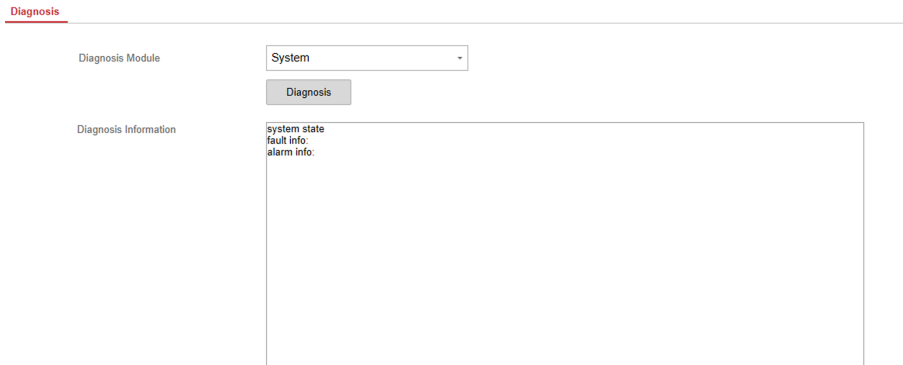 Diagnosis
Diagnosis Module
System
Diagnosis
Diagnosis Information
system state
fault info:
alarm info: